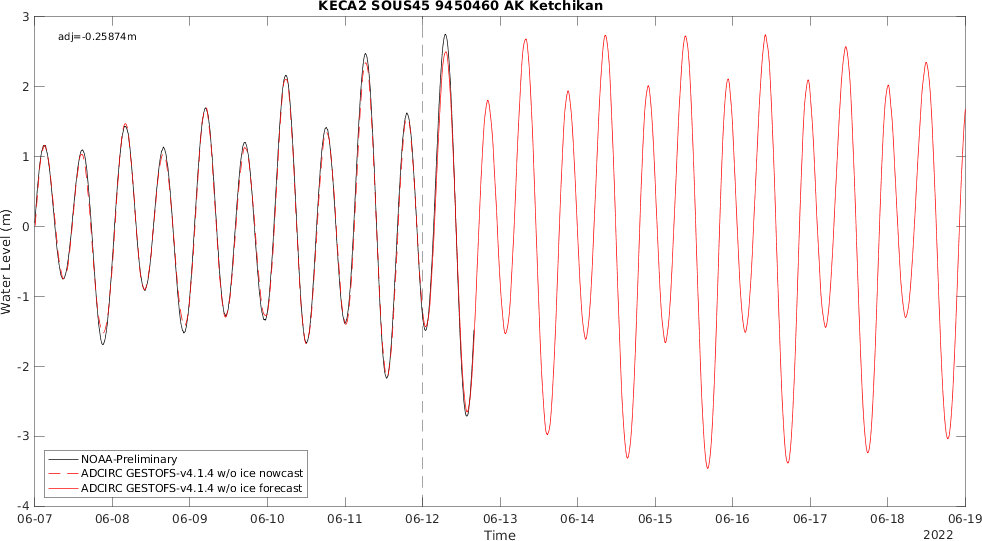 KECA2 SOUS45 9450460 AK Ketchikan
adj=-0.25874m
3
2
1
0
-1
-2
-3
-4
Water Level (m)
NOAA-Preliminary
ADCIRC GESTOFS-v4.1.4 w/o ice nowcast
ADCIRC GESTOFS-v4.1.4 w/o ice forecast
06-07 06-08 06-09 06-10 06-11 06-12 06-13 06-14 06-15 06-16 06-17 06-18 06-19
Time
2022